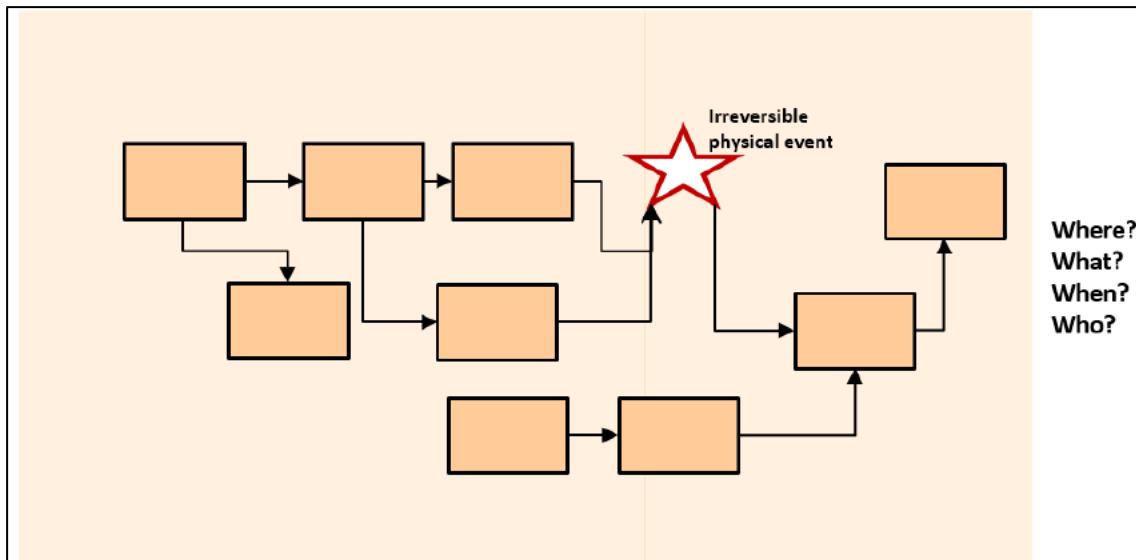 Irreversible
physical event
Where?
What?
When?
Who?